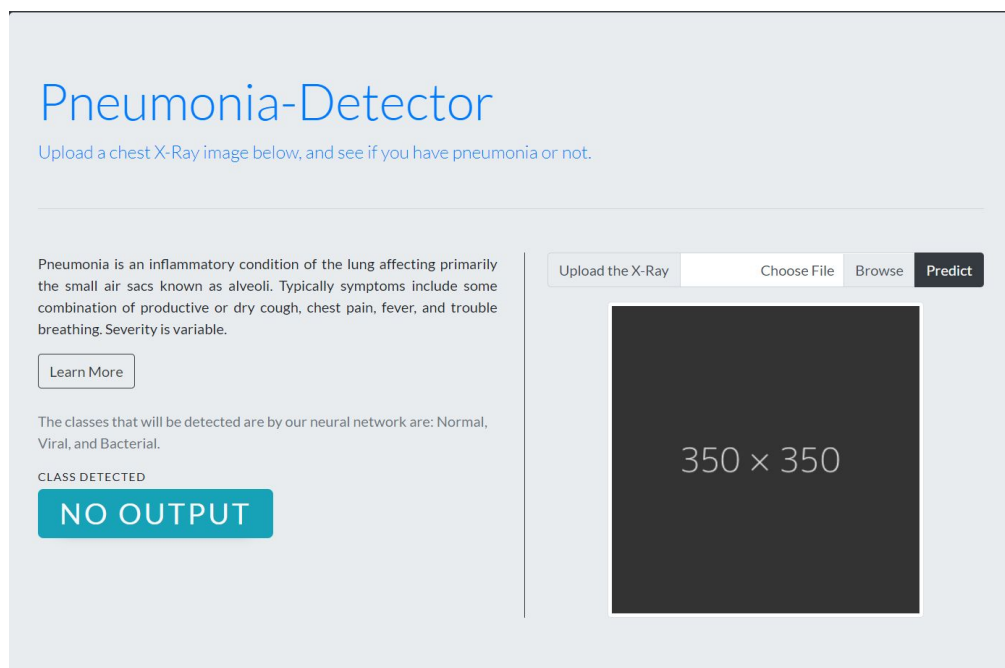 Pneumonia-Detector
Upload a chest X-Ray image below, and see if you have pneumonia or not.
Pneumonia is an inflammatory condition of the lung affecting primarily
the small air sacs known as alveoli. Typically symptoms include some
combination of productive or dry cough, chest pain, fever, and trouble
breathing. Severity is variable.
Learn More
The classes that will be detected are by our neural network are: Normal,
Viral, and Bacterial.
CLASS DETECTED
NO OUTPUT
Upload the X-Ray Choose File Browse Predict
350 × 350